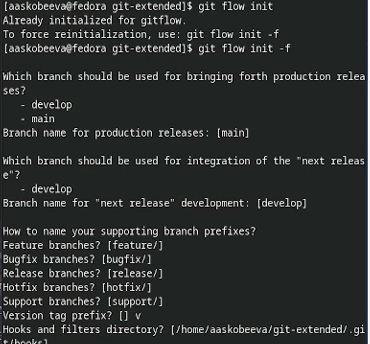 [aaskobeeva@fedora git-extended]$ git flow init
Already initialized for gitflow.
To force reinitialization, use: git flow init -f
[aaskobeeva@fedora git-extended]$ git flow init -f
Which branch should be used for bringing forth production relea
ses?
- develop
- main
Branch name for production releases: [main]
Which branch should be used for integration of the "next releas
e"?
- develop
Branch name for "next release" development: [develop]
How to name your supporting branch prefixes?
Feature branches? [feature/]
Bugfix branches? [bugfix/]
Release branches? [release/]
Hotfix branches? [hotfix/]
Support branches? [support/]
Version tag prefix? [] v
Hooks and filters directory? [/home/aaskobeeva/git-extended/.gi
t/hooks]